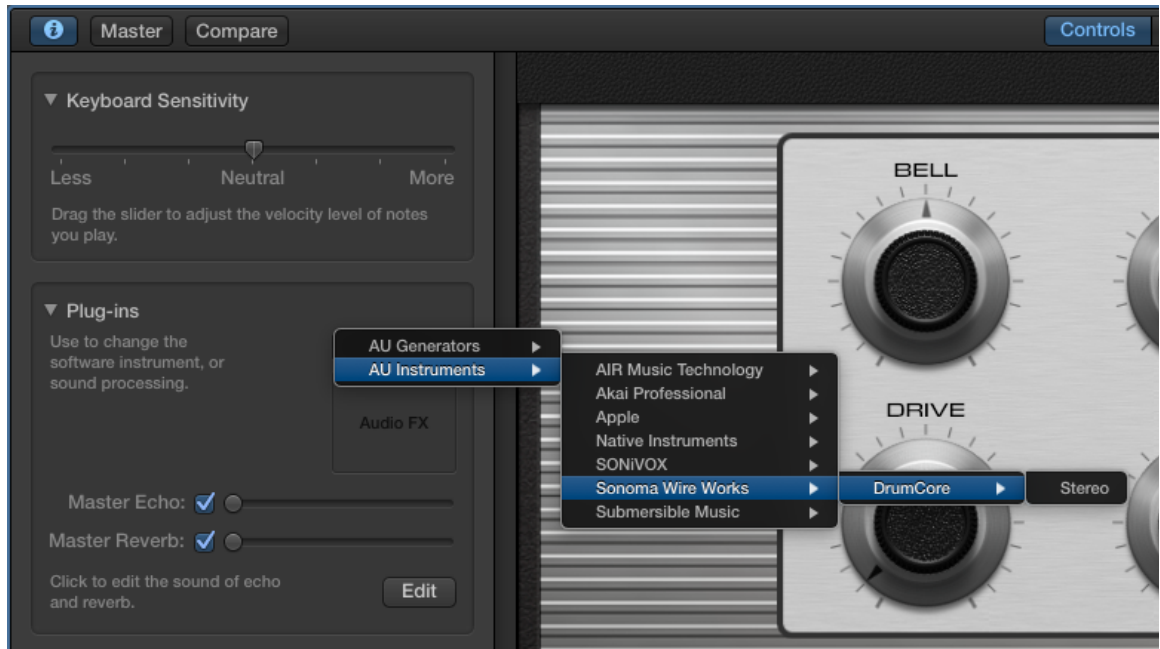 Master
Compare
Controls
Keyboard Sensitivity
Less Neutral More
Drag the slider to adjust the velocity level of notes
you play.
Plug-ins
Use to change the
software instrument, or
sound processing.
Audio FX
Master Echo:
Master Reverb:
Click to edit the sound of echo
and reverb.
Edit
AU Generators
AU Instruments
AIR Music Technology
Akai Professional
Apple
Native Instruments
SONiVOX
Sonoma Wire Works
Submersible Music
DrumCore
Stereo
BELL
DRIVE